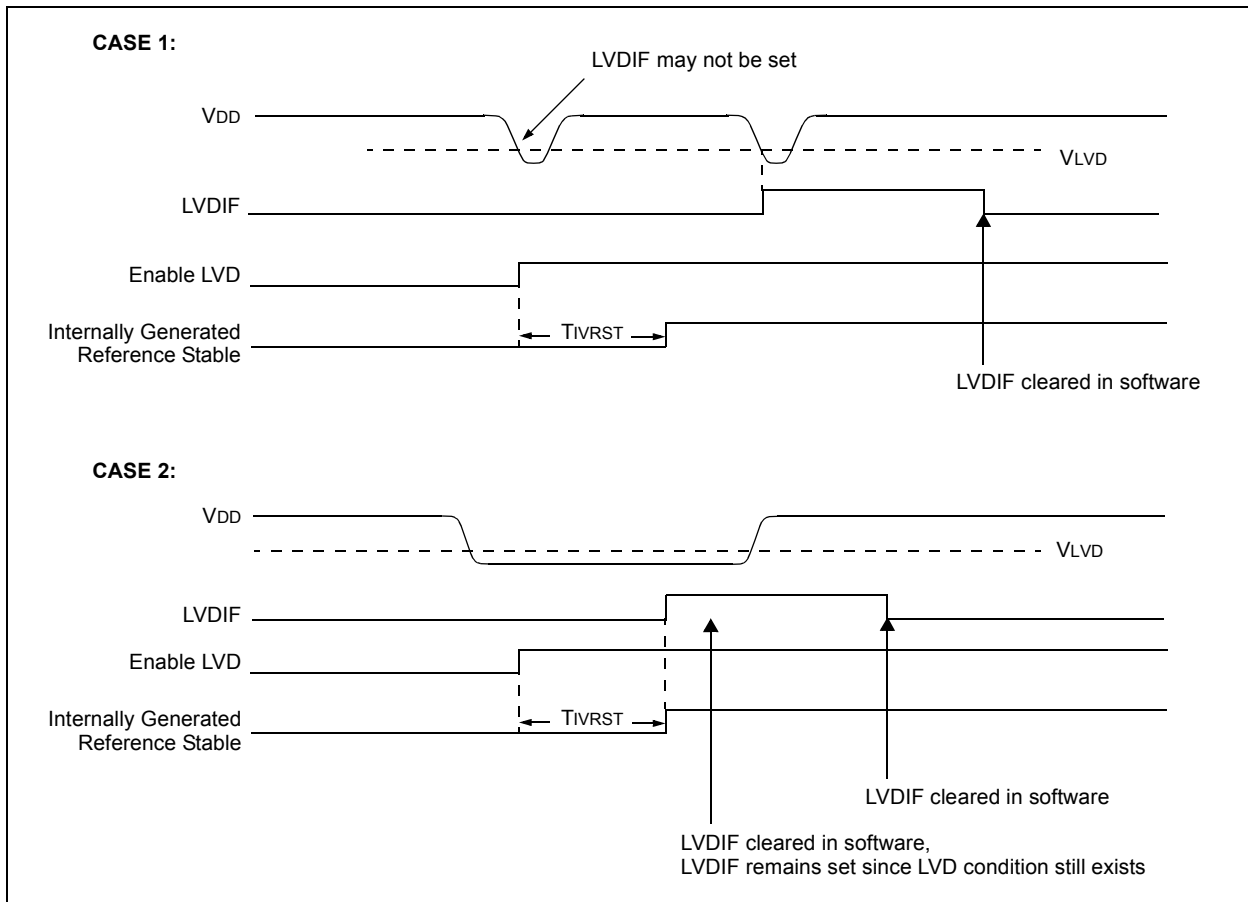 CASE 1:
LVDIF may not be set
VDD
VLVD
LVDIF
Enable LVD
Internally Generated
Reference Stable
TIVRST
LVDIF cleared in software
CASE 2:
VDD
VLVD
LVDIF
Enable LVD
Internally Generated
Reference Stable
TIVRST
LVDIF cleared in software
LVDIF cleared in software,
LVDIF remains set since LVD condition still exists